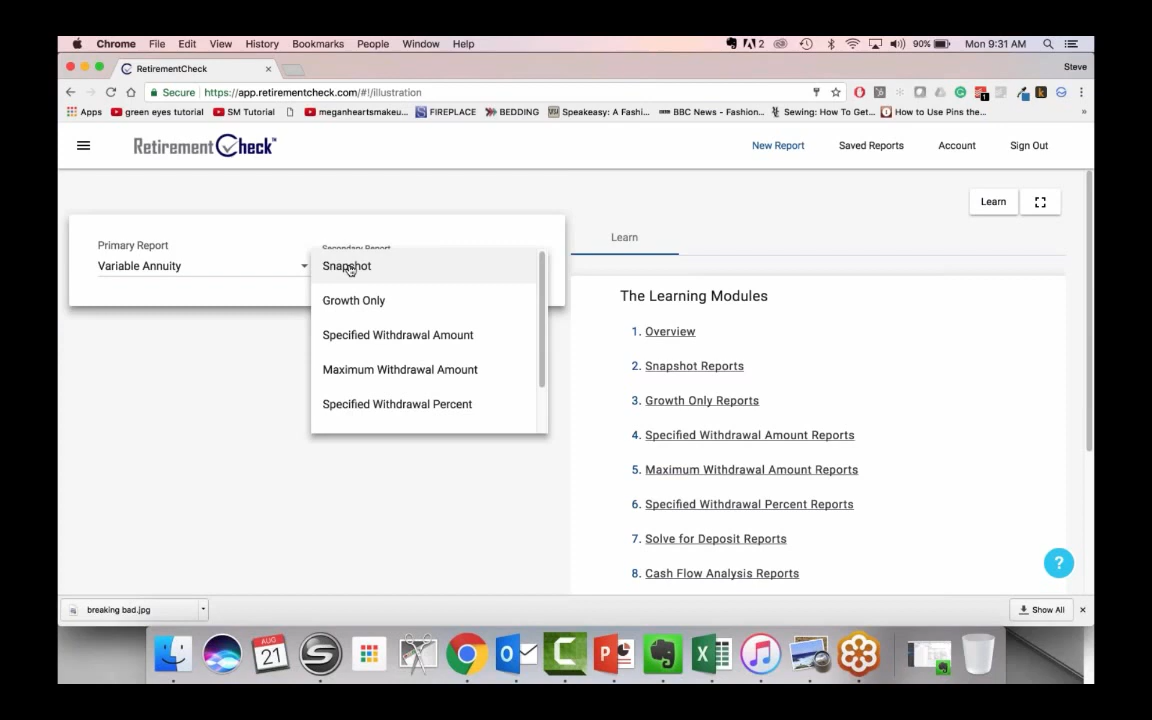 Chrome File Edit View History Bookmarks People Window Help 2 90% Mon 9:31 AM
RetirementCheck × Steve
Secure https://app.retirementcheck.com/#!/illustration
Apps green eyes tutorial SM Tutorial meganheartsmakeu... FIREPLACE BEDDING Speakeasy: A Fashi... BBC News - Fashion... Sewing: How To Get... How to Use Pins the... »
RetirementCheck™ New Report Saved Reports Account Sign Out
Learn
Learn
Primary Report
Secondary Report
Variable Annuity
Snapshot
Growth Only
Specified Withdrawal Amount
Maximum Withdrawal Amount
Specified Withdrawal Percent
The Learning Modules
1. Overview
2. Snapshot Reports
3. Growth Only Reports
4. Specified Withdrawal Amount Reports
5. Maximum Withdrawal Amount Reports
6. Specified Withdrawal Percent Reports
7. Solve for Deposit Reports
8. Cash Flow Analysis Reports
?
breaking bad.jpg Show All ×
AUG
21